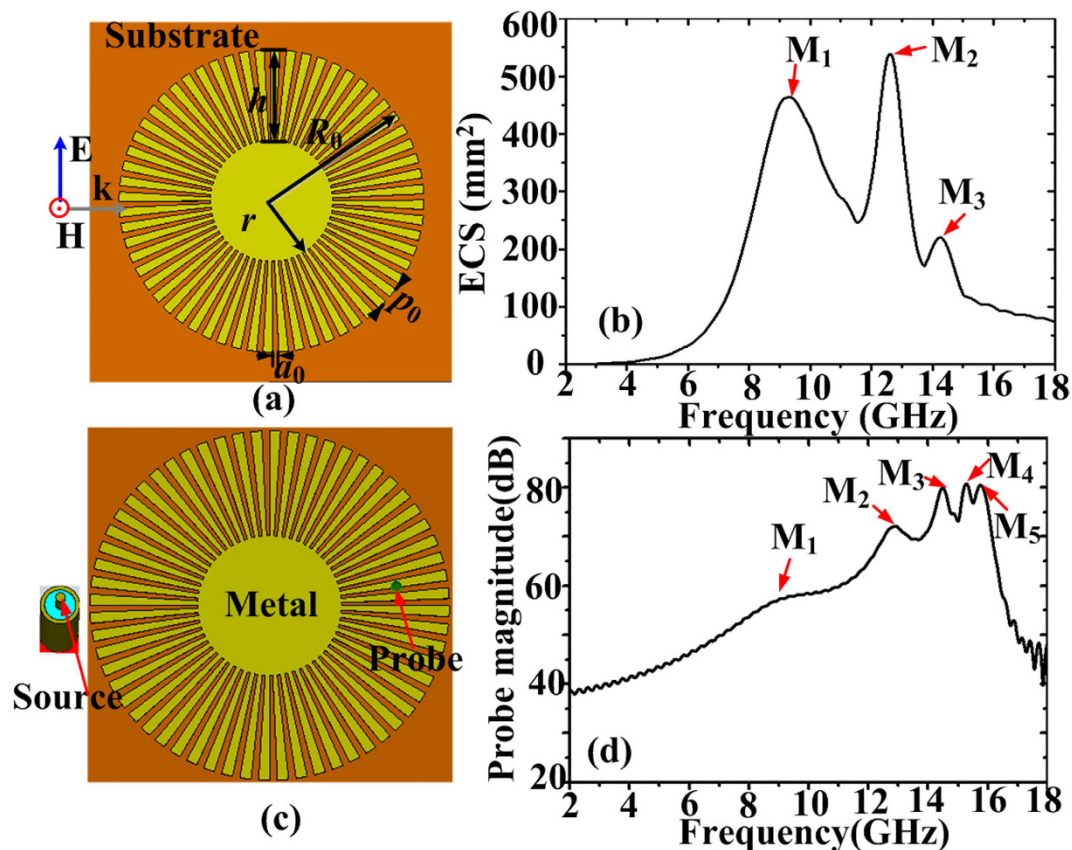 Substrate
h
R0
E
k
r
H
p0
a0
(a)
600
500
400
300
200
100
0
ECS (mm²)
M1
M2
M3
(b)
2 4 6 8 10 12 14 16 18
Frequency (GHz)
Metal
Probe
Source
(c)
80
60
40
20
Probe magnitude(dB)
M1
M2
M3
M4
M5
(d)
2 4 6 8 10 12 14 16 18
Frequency(GHz)